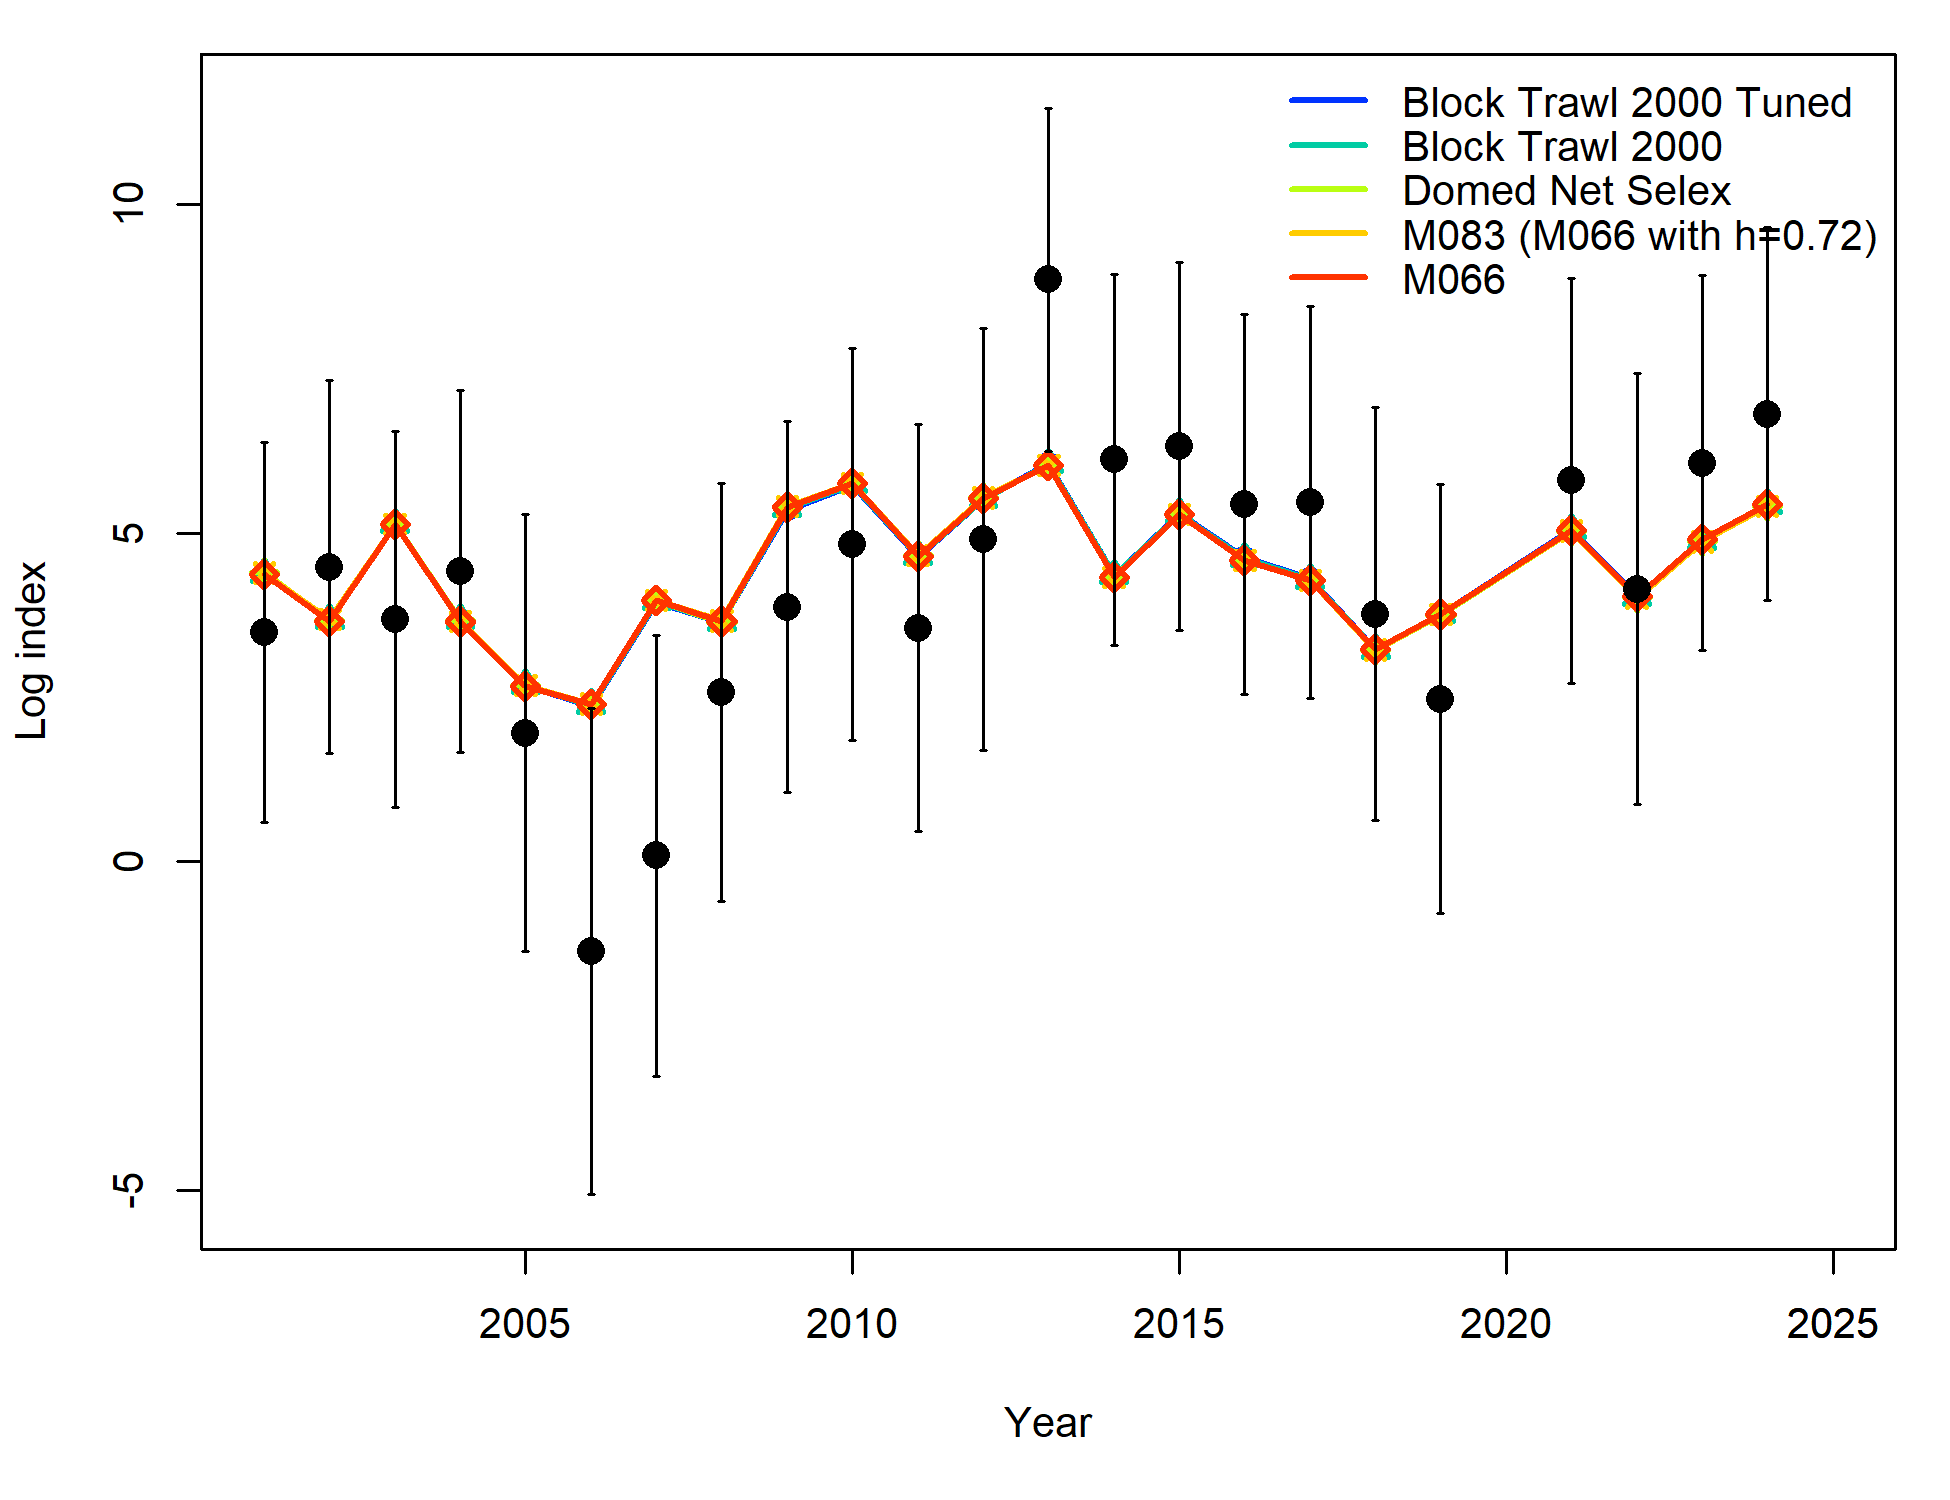 Block Trawl 2000 Tuned
Block Trawl 2000
Domed Net Selex
M083 (M066 with h=0.72)
M066
10
5
0
-5
Log index
2005 2010 2015 2020 2025
Year